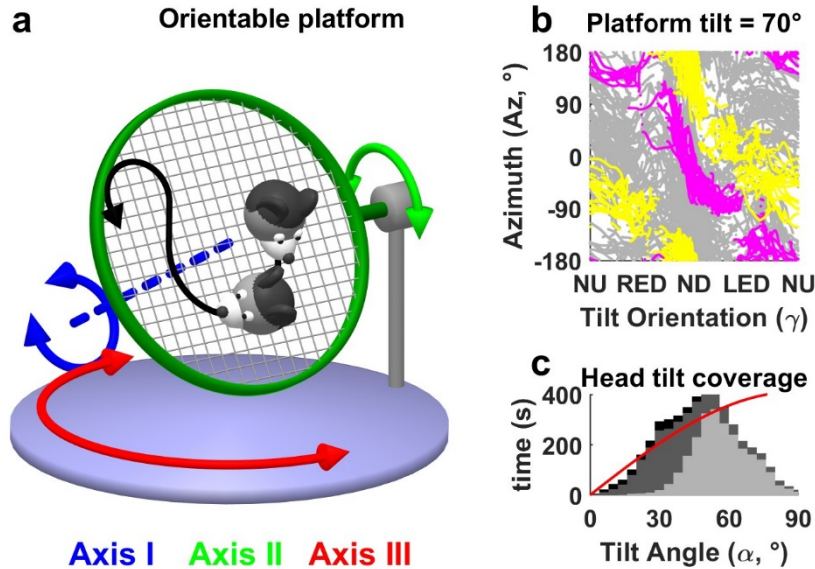 a
Orientable platform
Axis I Axis II Axis III
b
Platform tilt = 70°
Azimuth (Az, °)
180
90
0
-90
-180
NU RED ND LED NU
Tilt Orientation (γ)
c
Head tilt coverage
time (s)
400
200
0
0 30 60 90
Tilt Angle (α, °)